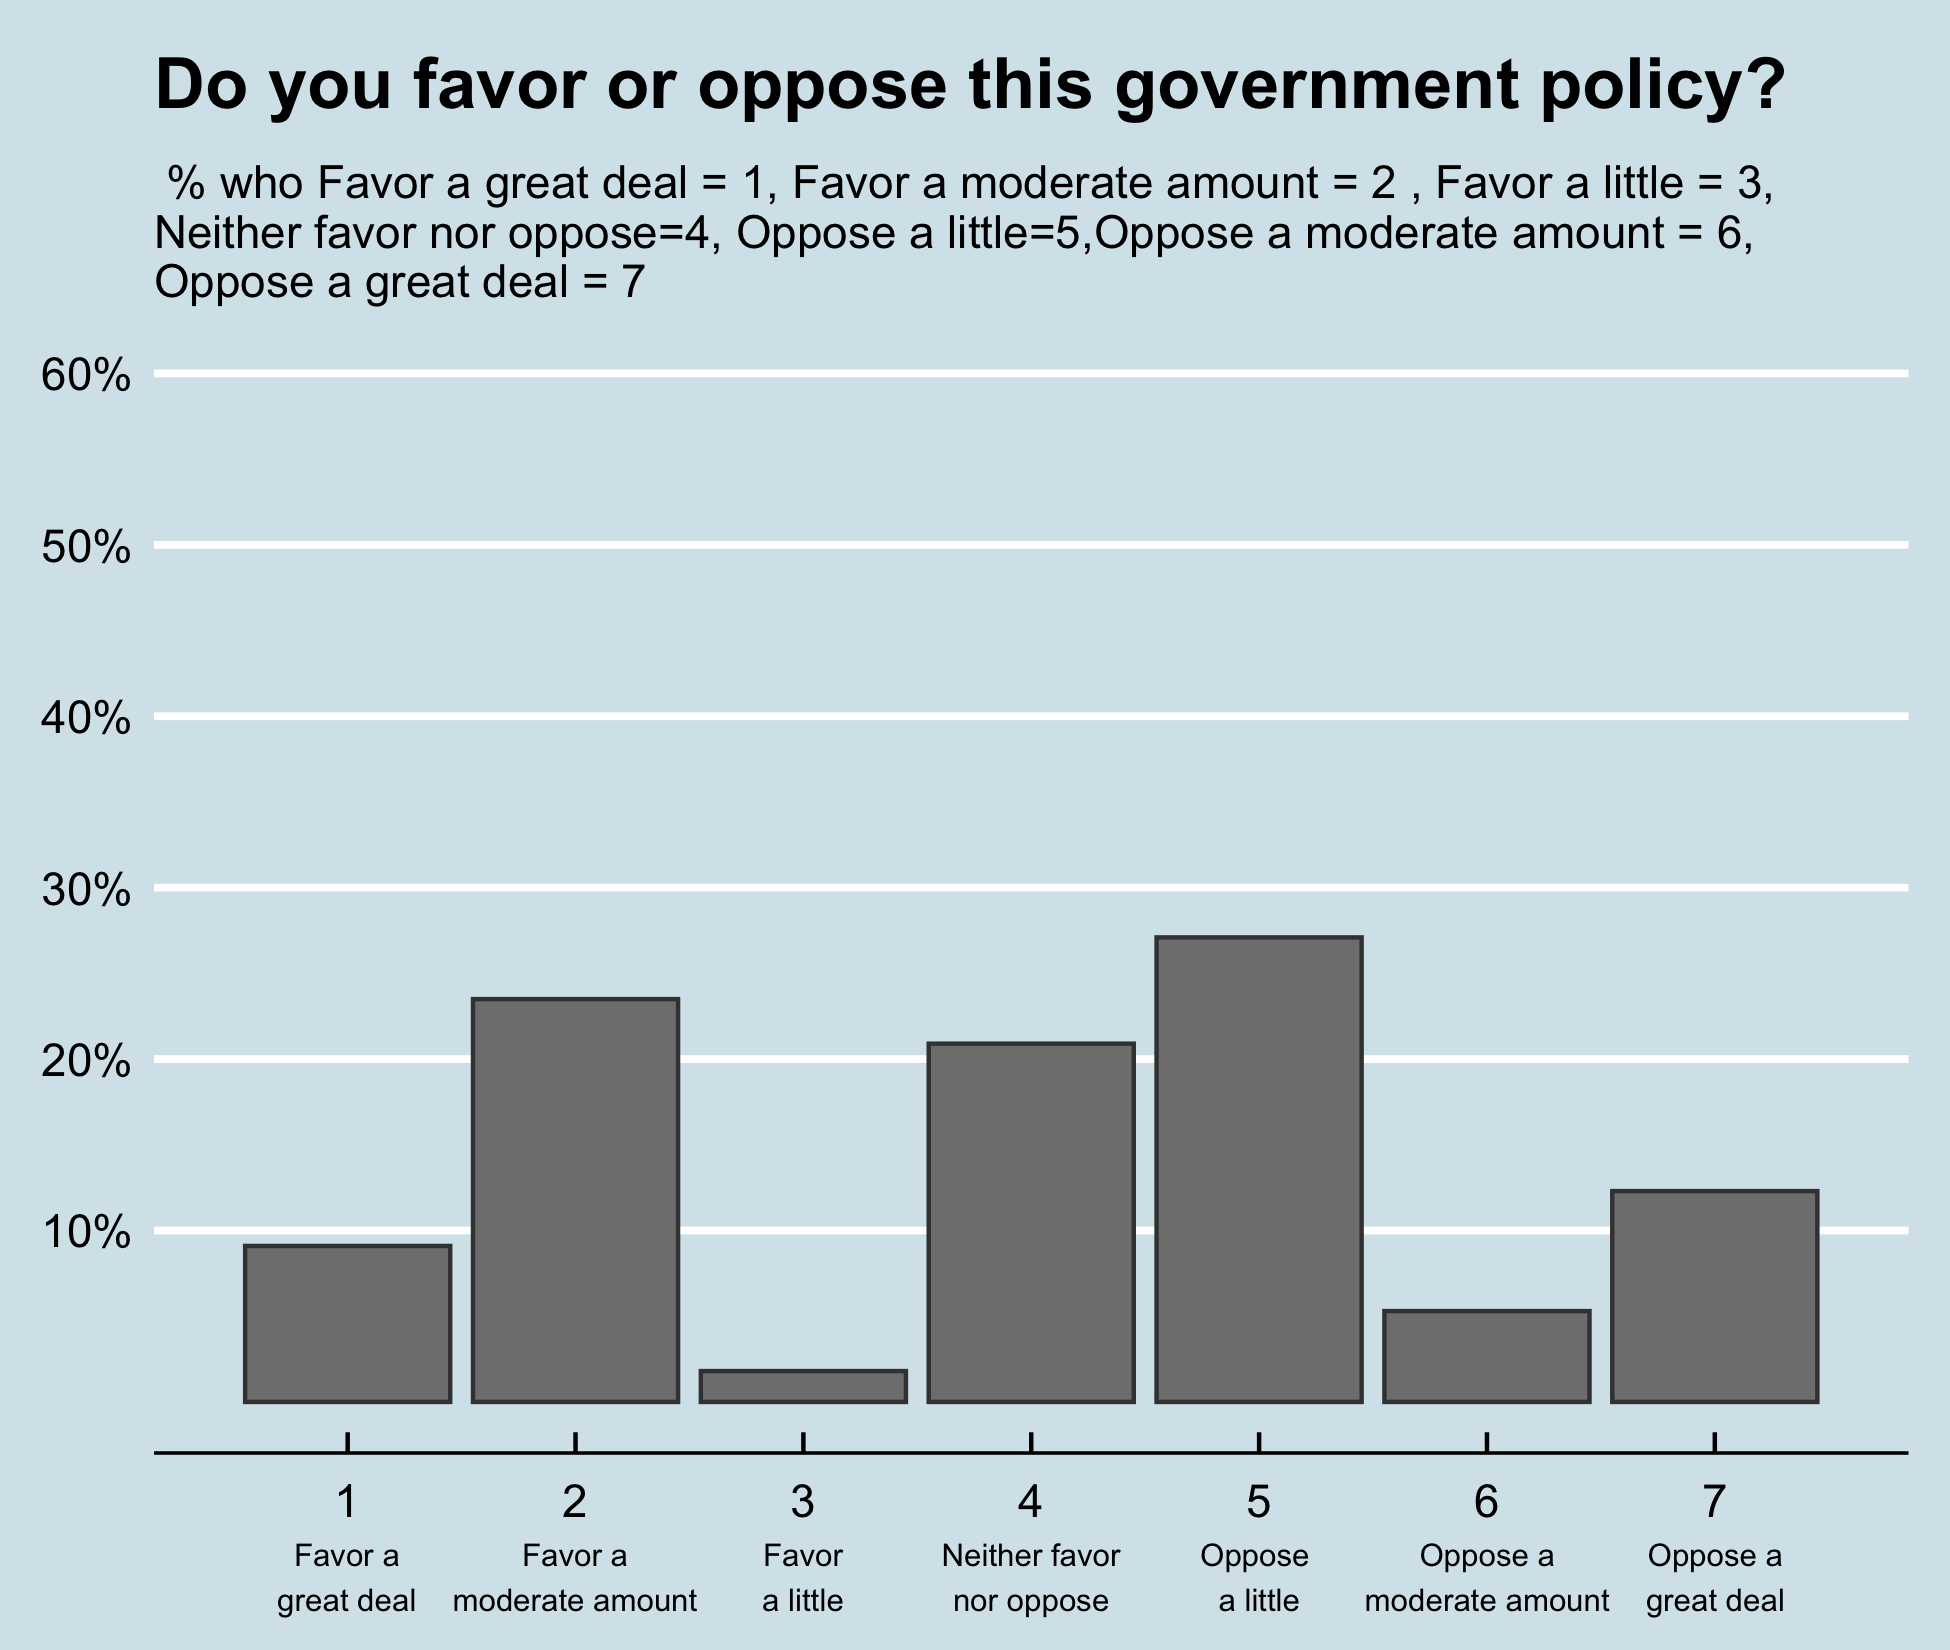 Do you favor or oppose this government policy?
% who Favor a great deal = 1, Favor a moderate amount = 2 , Favor a little = 3,
Neither favor nor oppose=4, Oppose a little=5,Oppose a moderate amount = 6,
Oppose a great deal = 7
60%
50%
40%
30%
20%
10%
1 2 3 4 5 6 7
Favor a Favor a Favor Neither favor Oppose Oppose a Oppose a
great deal moderate amount a little nor oppose a little moderate amount great deal